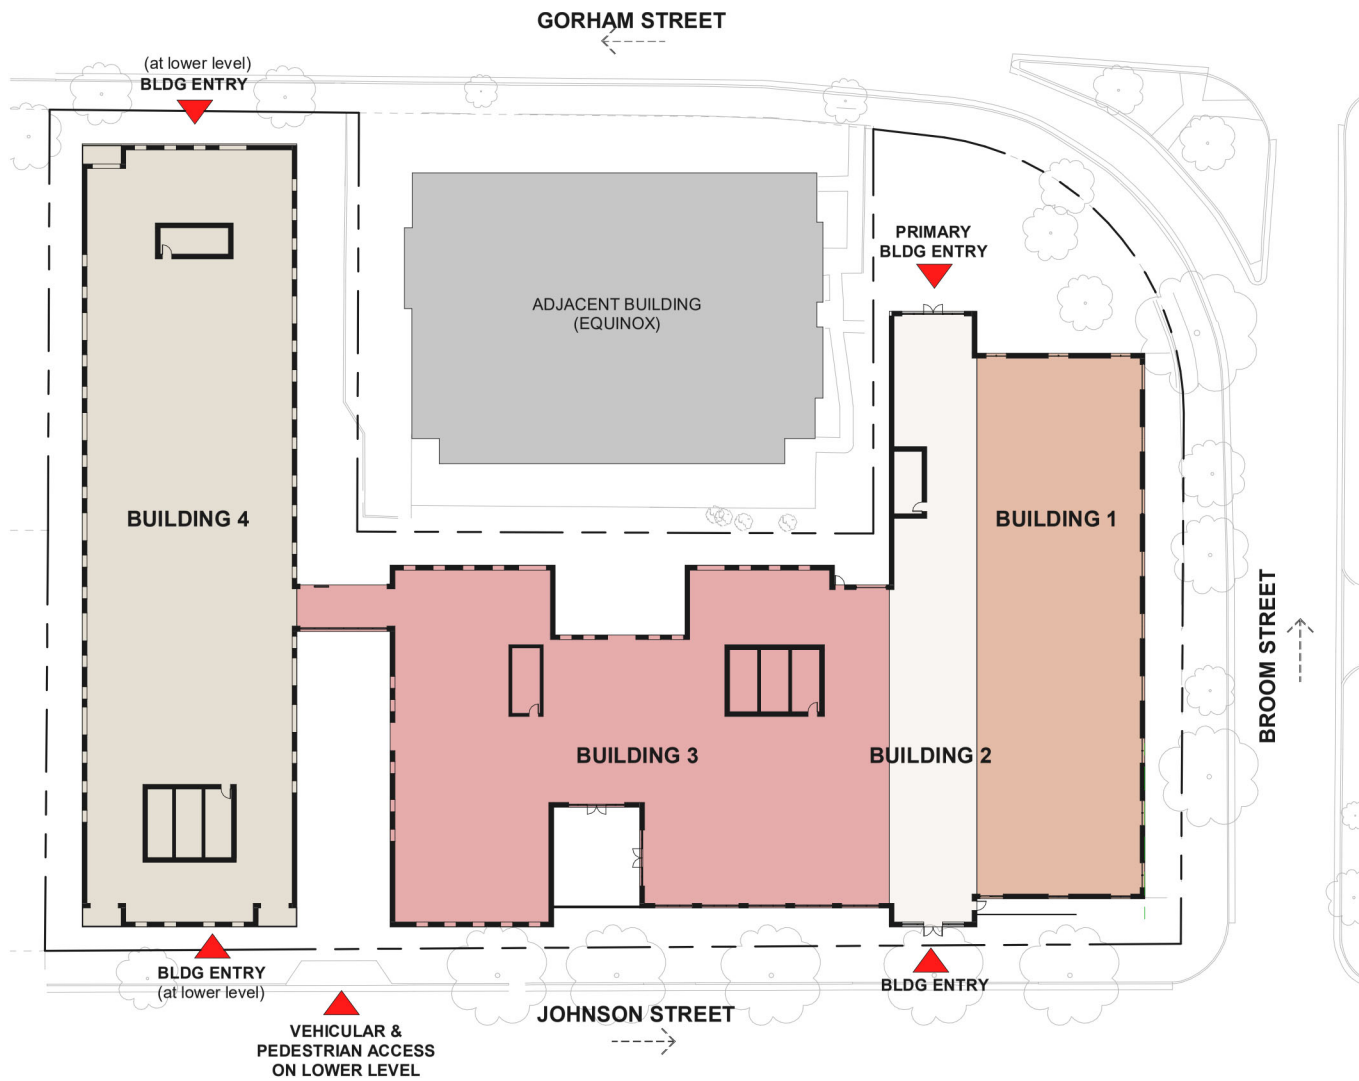 GORHAM STREET
(at lower level)
BLDG ENTRY
PRIMARY
BLDG ENTRY
ADJACENT BUILDING
(EQUINOX)
BUILDING 4
BUILDING 1
BROOM STREET
BUILDING 3
BUILDING 2
BLDG ENTRY
(at lower level)
BLDG ENTRY
JOHNSON STREET
VEHICULAR &
PEDESTRIAN ACCESS
ON LOWER LEVEL